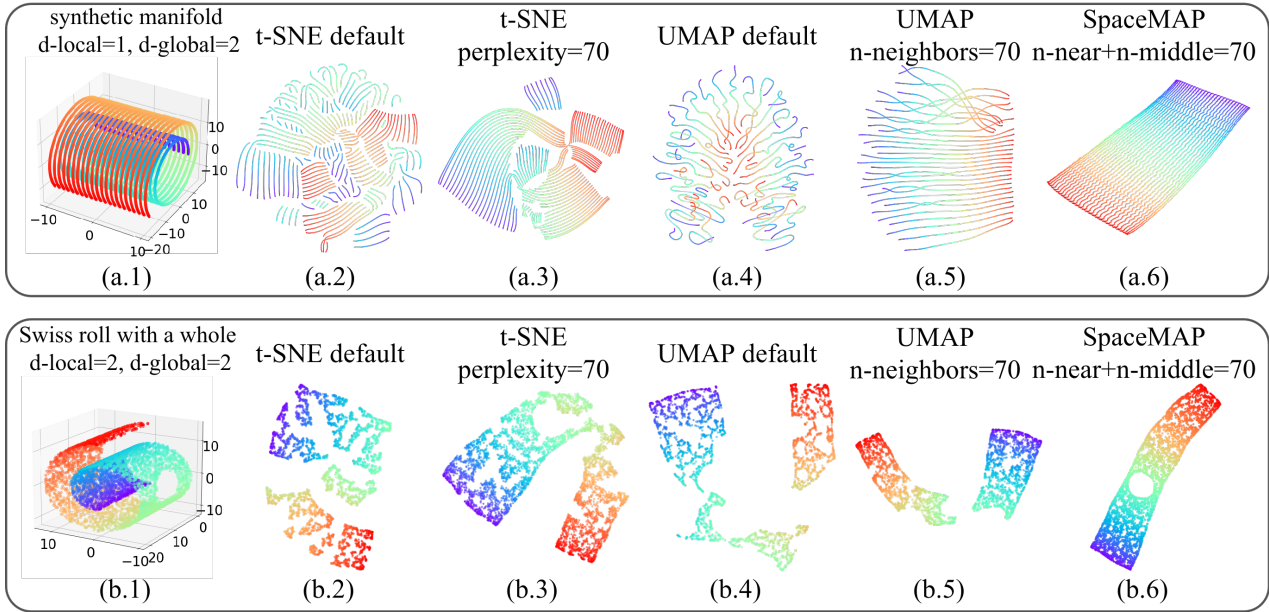 synthetic manifold
d-local=1, d-global=2
t-SNE default
t-SNE
perplexity=70
UMAP default
UMAP
n-neighbors=70
SpaceMAP
n-near+n-middle=70
10
0
−10
−10
0
10
−20
−10
0
10
(a.1)
(a.2)
(a.3)
(a.4)
(a.5)
(a.6)
Swiss roll with a whole
d-local=2, d-global=2
t-SNE default
t-SNE
perplexity=70
UMAP default
UMAP
n-neighbors=70
SpaceMAP
n-near+n-middle=70
10
0
−10
10
0
−10
0
10
20
(b.1)
(b.2)
(b.3)
(b.4)
(b.5)
(b.6)